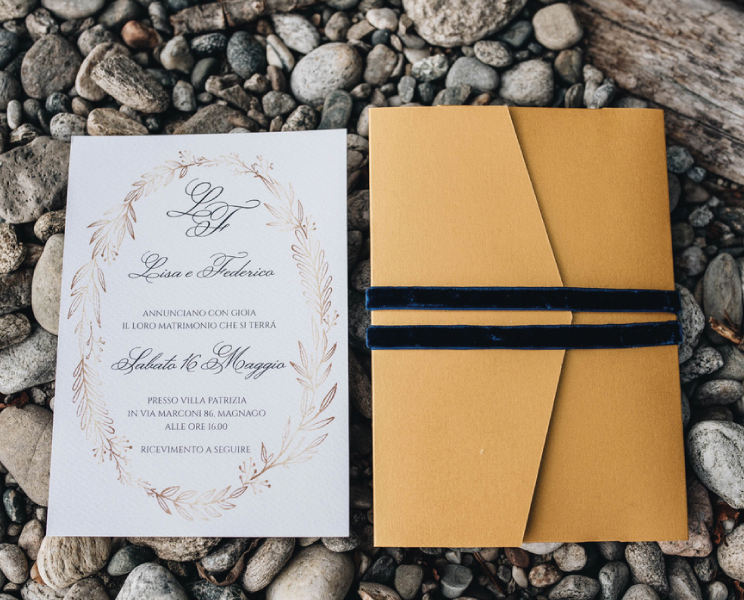 LF
Lisa e Federico
ANNUNCIANO CON GIOIA
IL LORO MATRIMONIO CHE SI TERRÀ
Sabato 16 Maggio
PRESSO VILLA PATRIZIA
IN VIA MARCONI 86, MAGNAGO
ALLE ORE 16.00
RICEVIMENTO A SEGUIRE